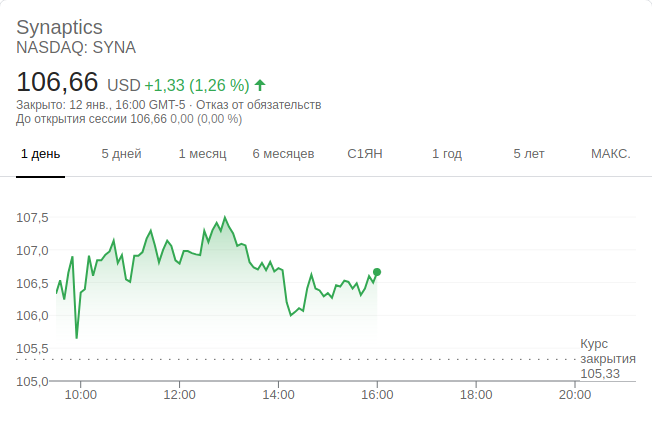 Synaptics
NASDAQ: SYNA
106,66 USD +1,33 (1,26 %)
Закрыто: 12 янв., 16:00 GMT-5 · Отказ от обязательств
До открытия сессии 106,66 0,00 (0,00 %)
1 день 5 дней 1 месяц 6 месяцев С1ЯН 1 год 5 лет МАКС.
107,5
107,0
106,5
106,0
105,5
Курс
закрытия
105,33
105,0
10:00 12:00 14:00 16:00 18:00 20:00